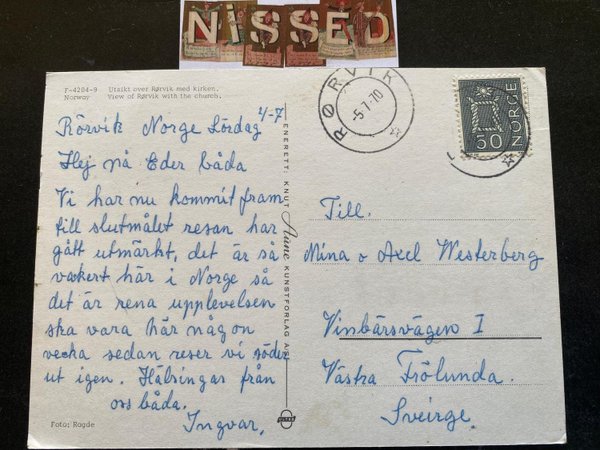 NiSSED
F-4204-9 Utsikt over Rørvik med kirken.
Norway View of Rørvik with the church.
Rörvik Norge Lördag 4/-7
Hej på Eder båda
Vi har nu kommit fram
till slutmålet resan har
gått utmärkt, det är så
vackert här i Norge så
det är rena upplevelsen
ska vara här någon
vecka sedan reser vi söder
ut igen. Hälsningar från
oss båda.
Ingvar.
Foto: Rogde
ENERETT: KNUT Aune KUNSTFORLAG A/S
RØRVIK
-5.7.70
50 NORGE
Till.
Mina o Axel Westerberg
Vinbärsvägen I
Västra Frölunda.
Sveirge.